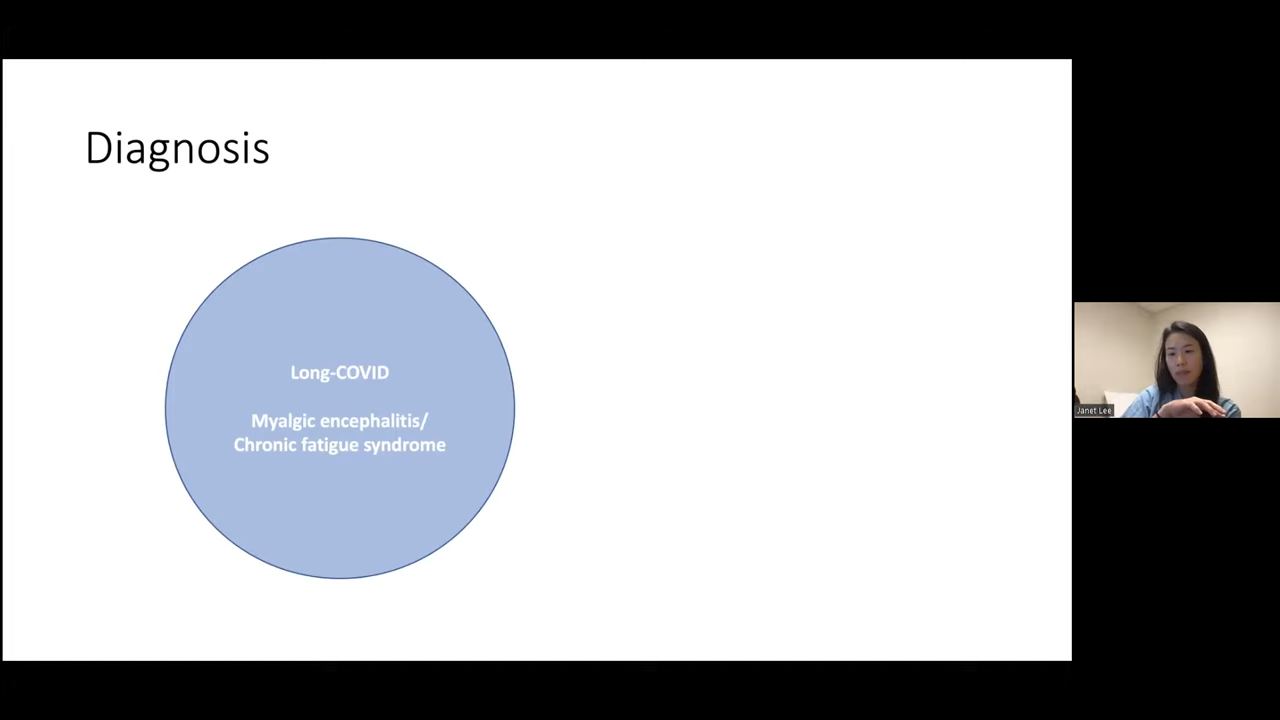 Diagnosis
Long-COVID
Myalgic encephalitis/
Chronic fatigue syndrome
Janet Lee